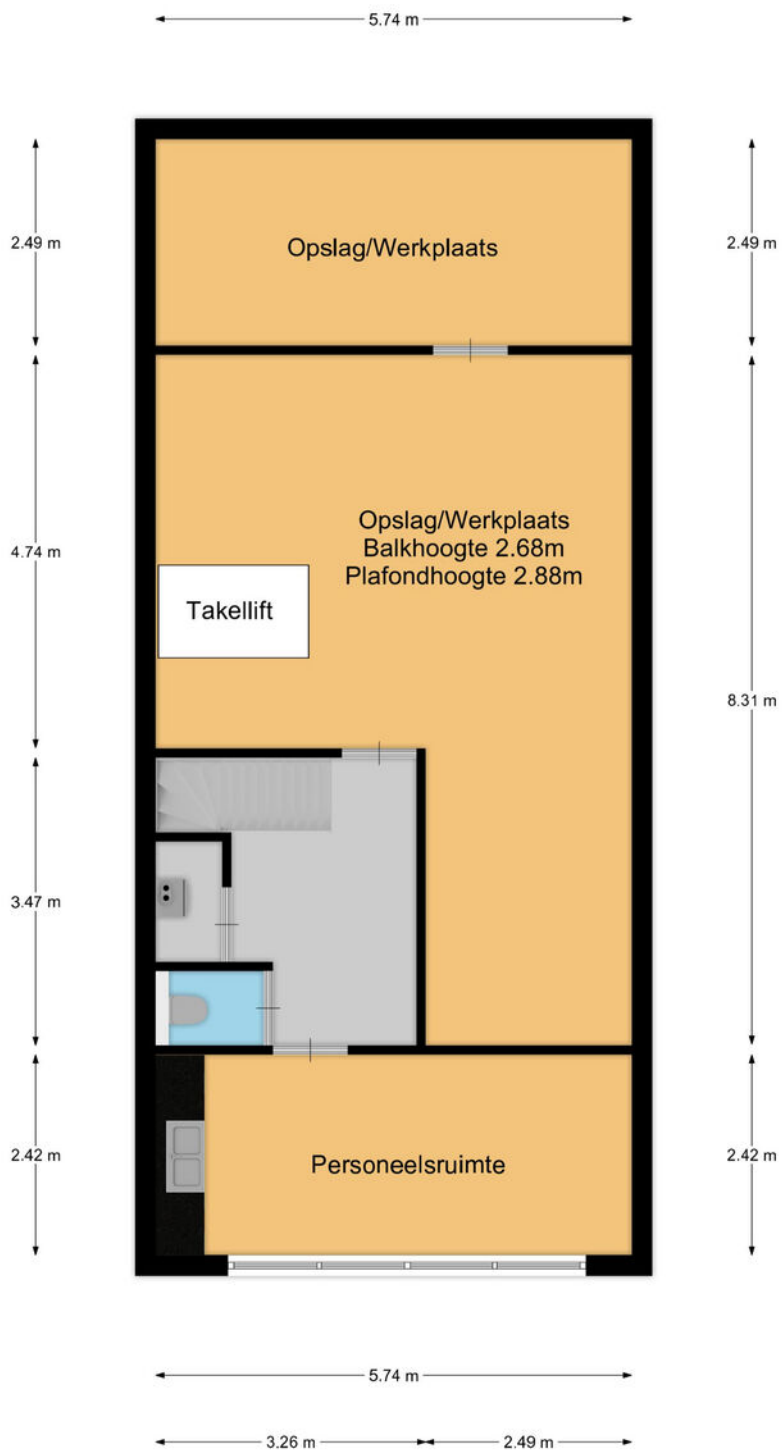 5.74 m
2.49 m
2.49 m
Opslag/Werkplaats
4.74 m
Opslag/Werkplaats
Balkhoogte 2.68m
Plafondhoogte 2.88m
Takellift
8.31 m
3.47 m
2.42 m
Personeelsruimte
2.42 m
5.74 m
3.26 m
2.49 m